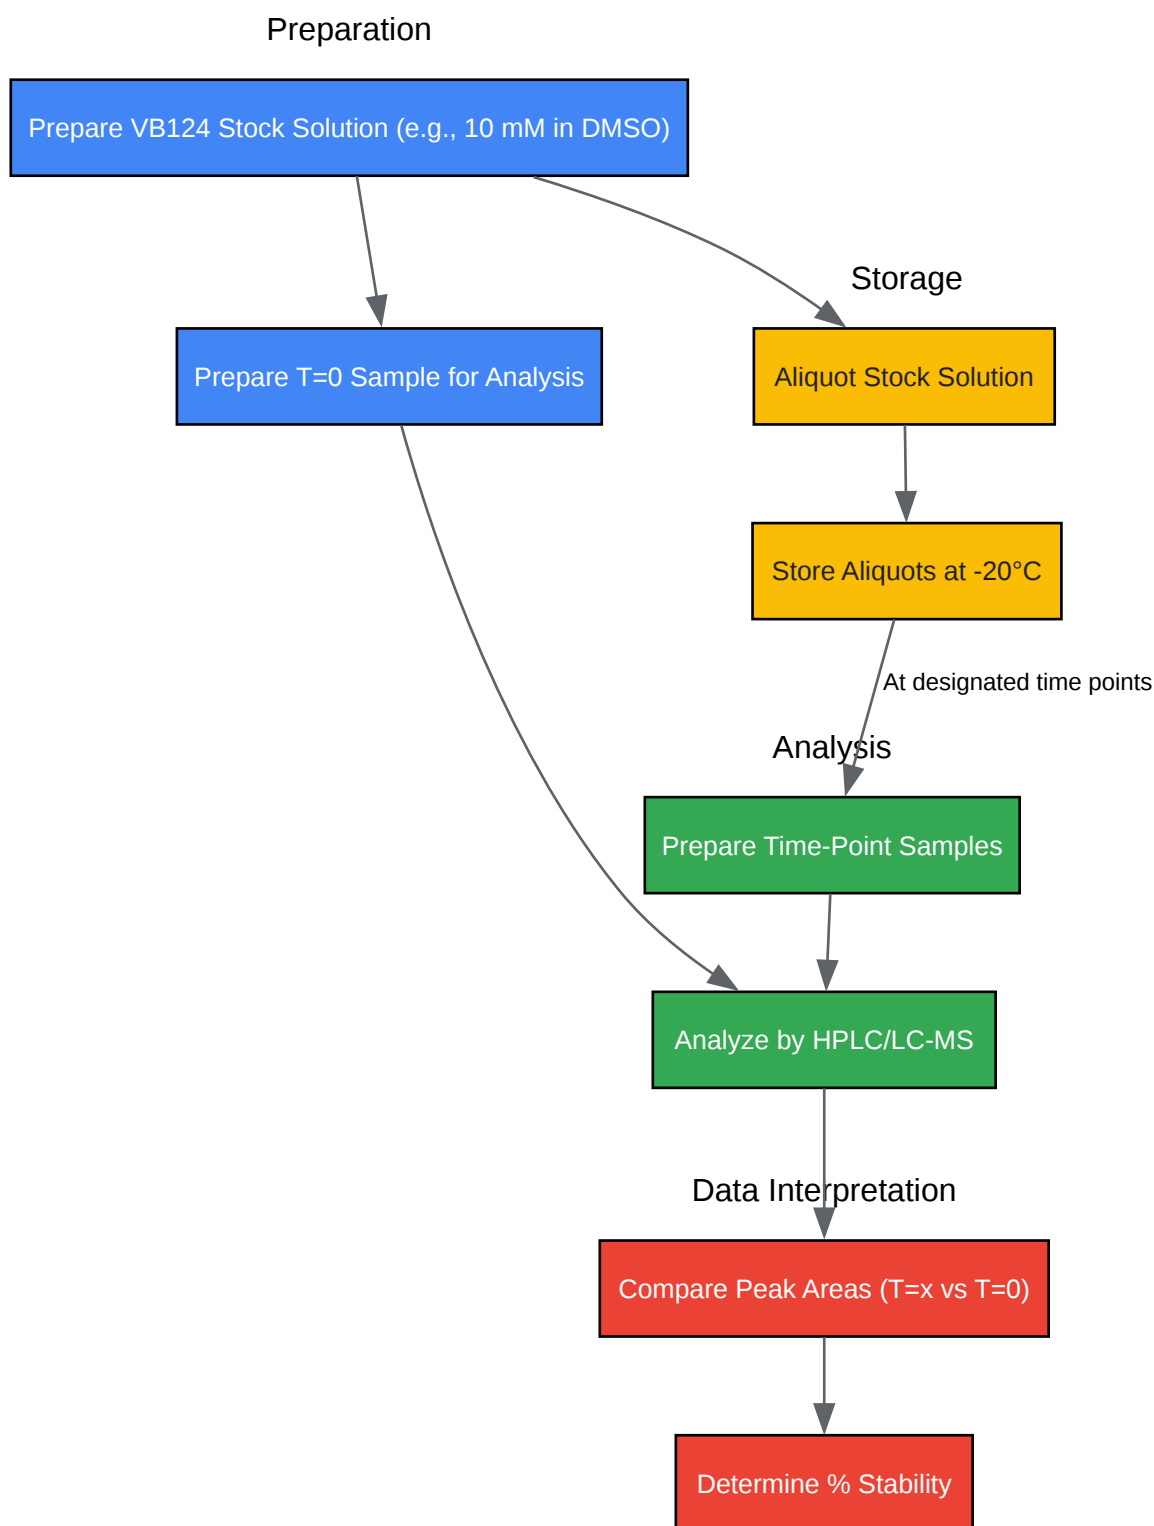 Preparation
Prepare VB124 Stock Solution (e.g., 10 mM in DMSO)
Storage
Prepare T=0 Sample for Analysis
Aliquot Stock Solution
Store Aliquots at -20°C
At designated time points
Analysis
Prepare Time-Point Samples
Analyze by HPLC/LC-MS
Data Interpretation
Compare Peak Areas (T=x vs T=0)
Determine % Stability